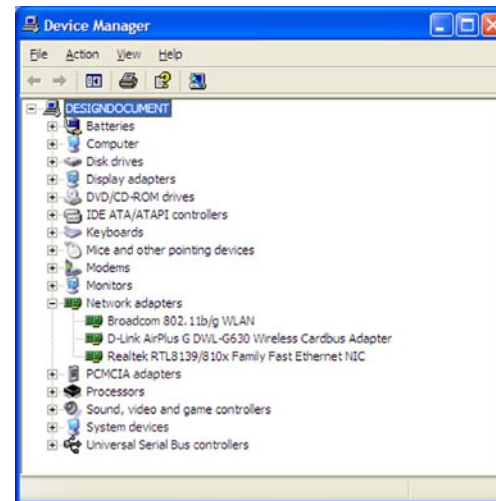 Device Manager
File Action View Help
DESIGNDOCUMENT
Batteries
Computer
Disk drives
Display adapters
DVD/CD-ROM drives
IDE ATA/ATAPI controllers
Keyboards
Mice and other pointing devices
Modems
Monitors
Network adapters
Broadcom 802.11b/g WLAN
D-Link AirPlus G DWL-G630 Wireless Cardbus Adapter
Realtek RTL8139/810x Family Fast Ethernet NIC
PCMCIA adapters
Processors
Sound, video and game controllers
System devices
Universal Serial Bus controllers